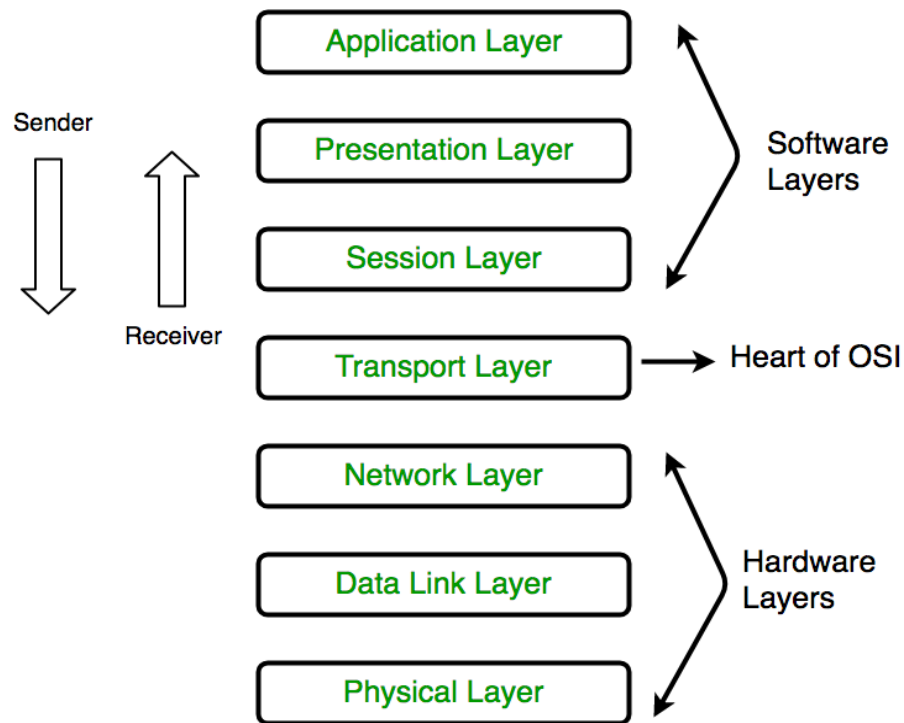 Application Layer
Sender
Presentation Layer
Software
Layers
Session Layer
Receiver
Transport Layer
Heart of OSI
Network Layer
Hardware
Layers
Data Link Layer
Physical Layer